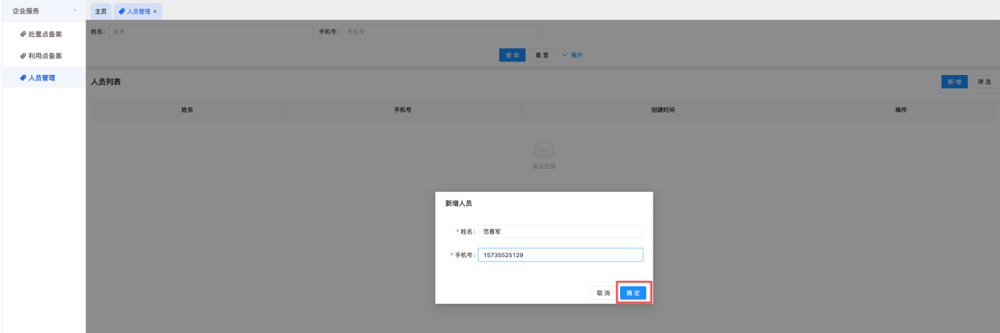 企业服务
处置点备案
利用点备案
人员管理
主页 人员管理 ×
姓名: 姓名 手机号: 手机号
查 询 重 置 展开
人员列表 新 增 筛 选
姓名 手机号 创建时间 操作
暂无数据
新增人员
* 姓名: 范春军
* 手机号: 15735525129
取 消 确 定